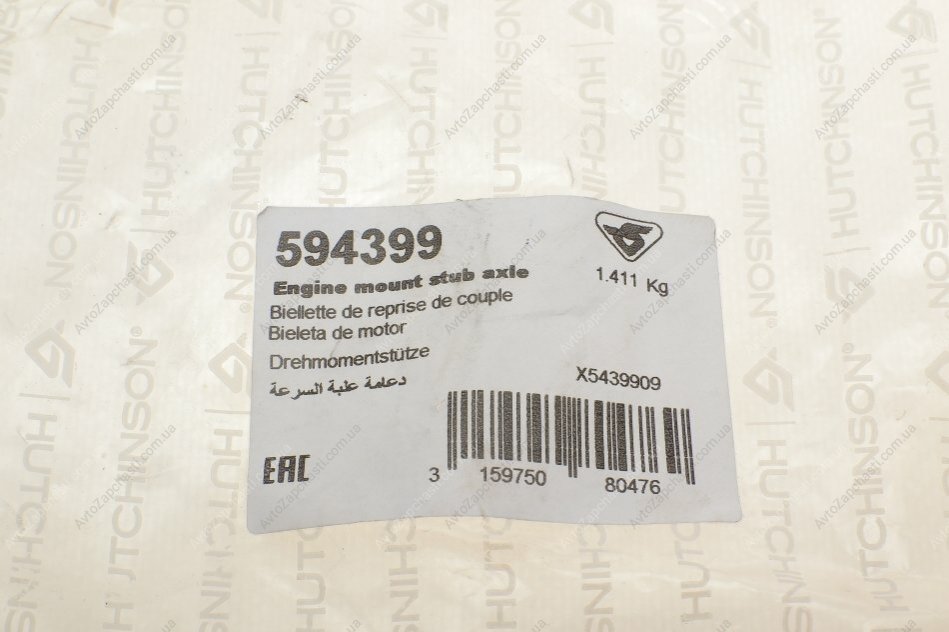 594399
Engine mount stub axle
Biellette de reprise de couple
Bieleta de motor
Drehmomentstütze
دعامة علبة السرعة
1.411 Kg
X5439909
EAC
3 159750 80476
HUTCHINSON
AvtoZapchasti.com.ua